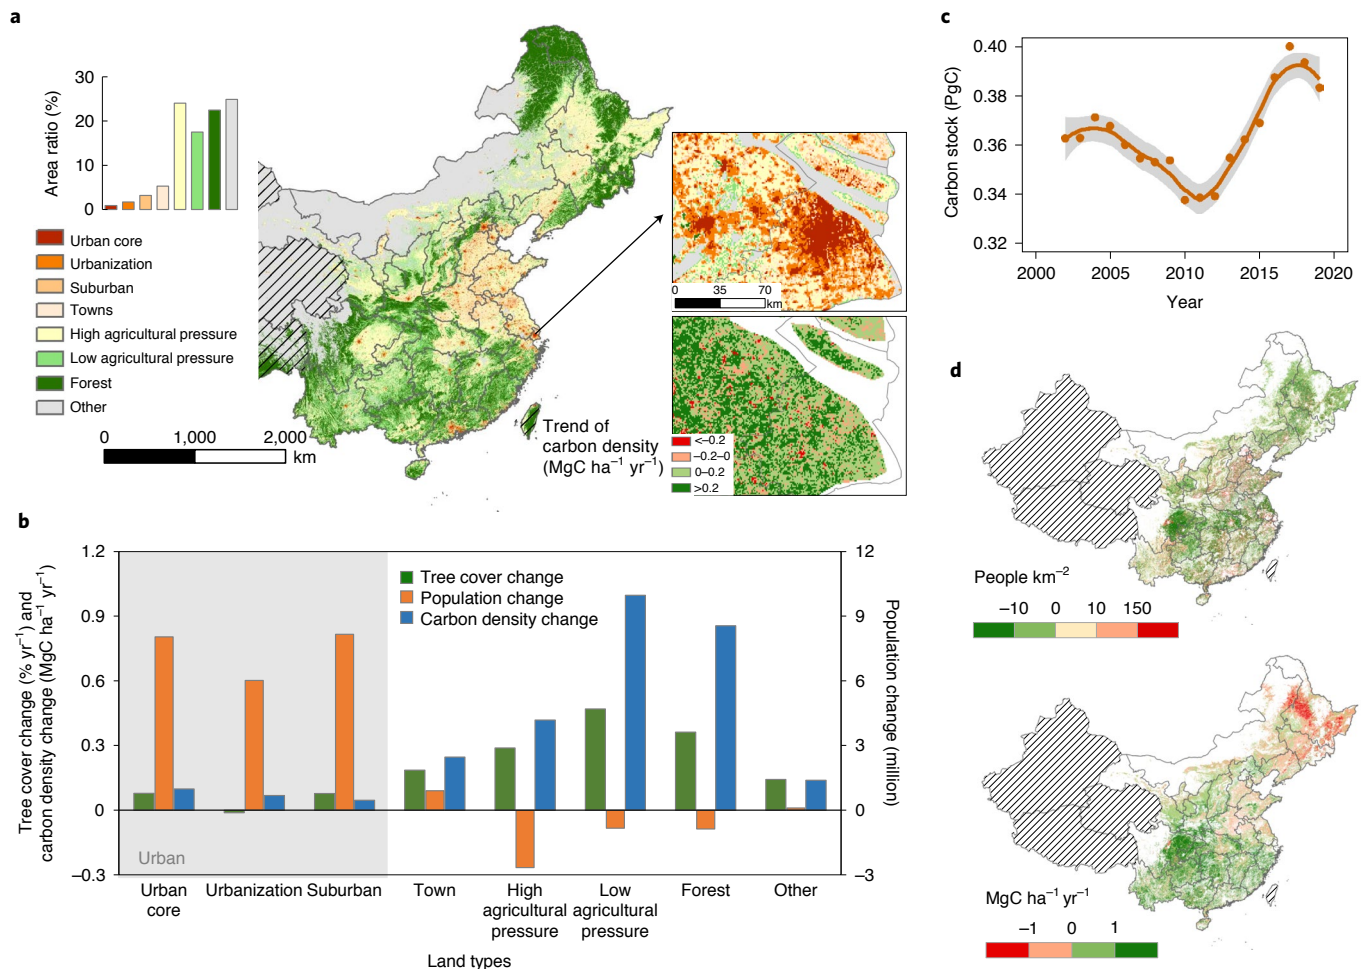 a
Area ratio (%)
30
20
10
0
Urban core
Urbanization
Suburban
Towns
High agricultural pressure
Low agricultural pressure
Forest
Other
0 1,000 2,000
km
0 35 70
km
Trend of
carbon density
(MgC ha⁻¹ yr⁻¹)
<–0.2
–0.2–0
0–0.2
>0.2
b
Tree cover change (% yr⁻¹) and
carbon density change (MgC ha⁻¹ yr⁻¹)
1.2
0.9
0.6
0.3
0
–0.3
Tree cover change
Population change
Carbon density change
12
9
6
3
0
–3
Population change (million)
Urban
Urban
core
Urbanization
Suburban
Town
High
agricultural
pressure
Low
agricultural
pressure
Forest
Other
Land types
c
Carbon stock (PgC)
0.40
0.38
0.36
0.34
0.32
2000 2005 2011 2015 2020
Year
d
People km⁻²
–10 0 10 150
MgC ha⁻¹ yr⁻¹
–1 0 1